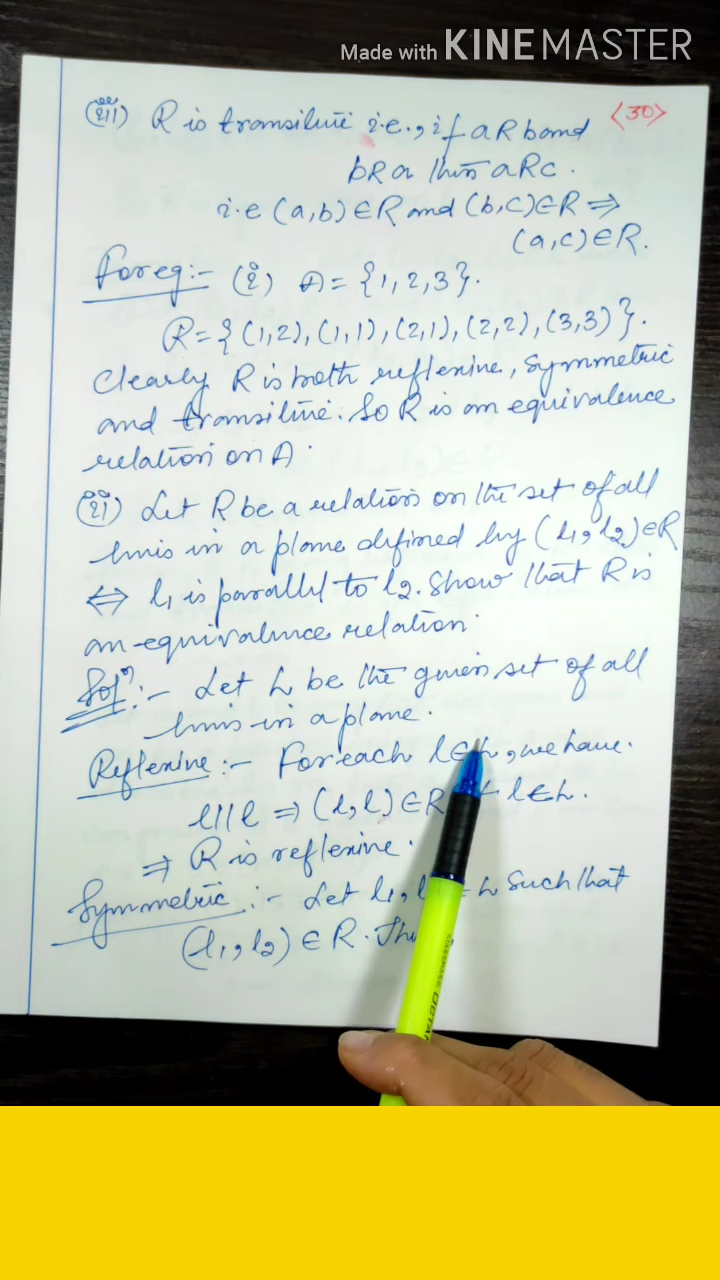 Made with KINEMASTER
<30>
(iii) R is transitive i.e., if aRb and
bRa then aRc.
i.e (a,b)∈R and (b,c)∈R ⇒
(a,c)∈R.
For eg:- (i) A = {1,2,3}.
R = {(1,2),(1,1),(2,1),(2,2),(3,3)}.
Clearly R is both reflexive, symmetric
and transitive. So R is an equivalence
relation on A.
(ii) Let R be a relation on the set of all
lines in a plane defined by (l₁,l₂)∈R
⇔ l₁ is parallel to l₂. Show that R is
an equivalence relation.
Solⁿ:- Let L be the given set of all
lines in a plane.
Reflexive:- For each l∈L, we have.
l||l ⇒ (l,l)∈R l∈L.
⇒ R is reflexive.
Symmetric:- Let l₁, L such that
(l₁,l₂)∈R.